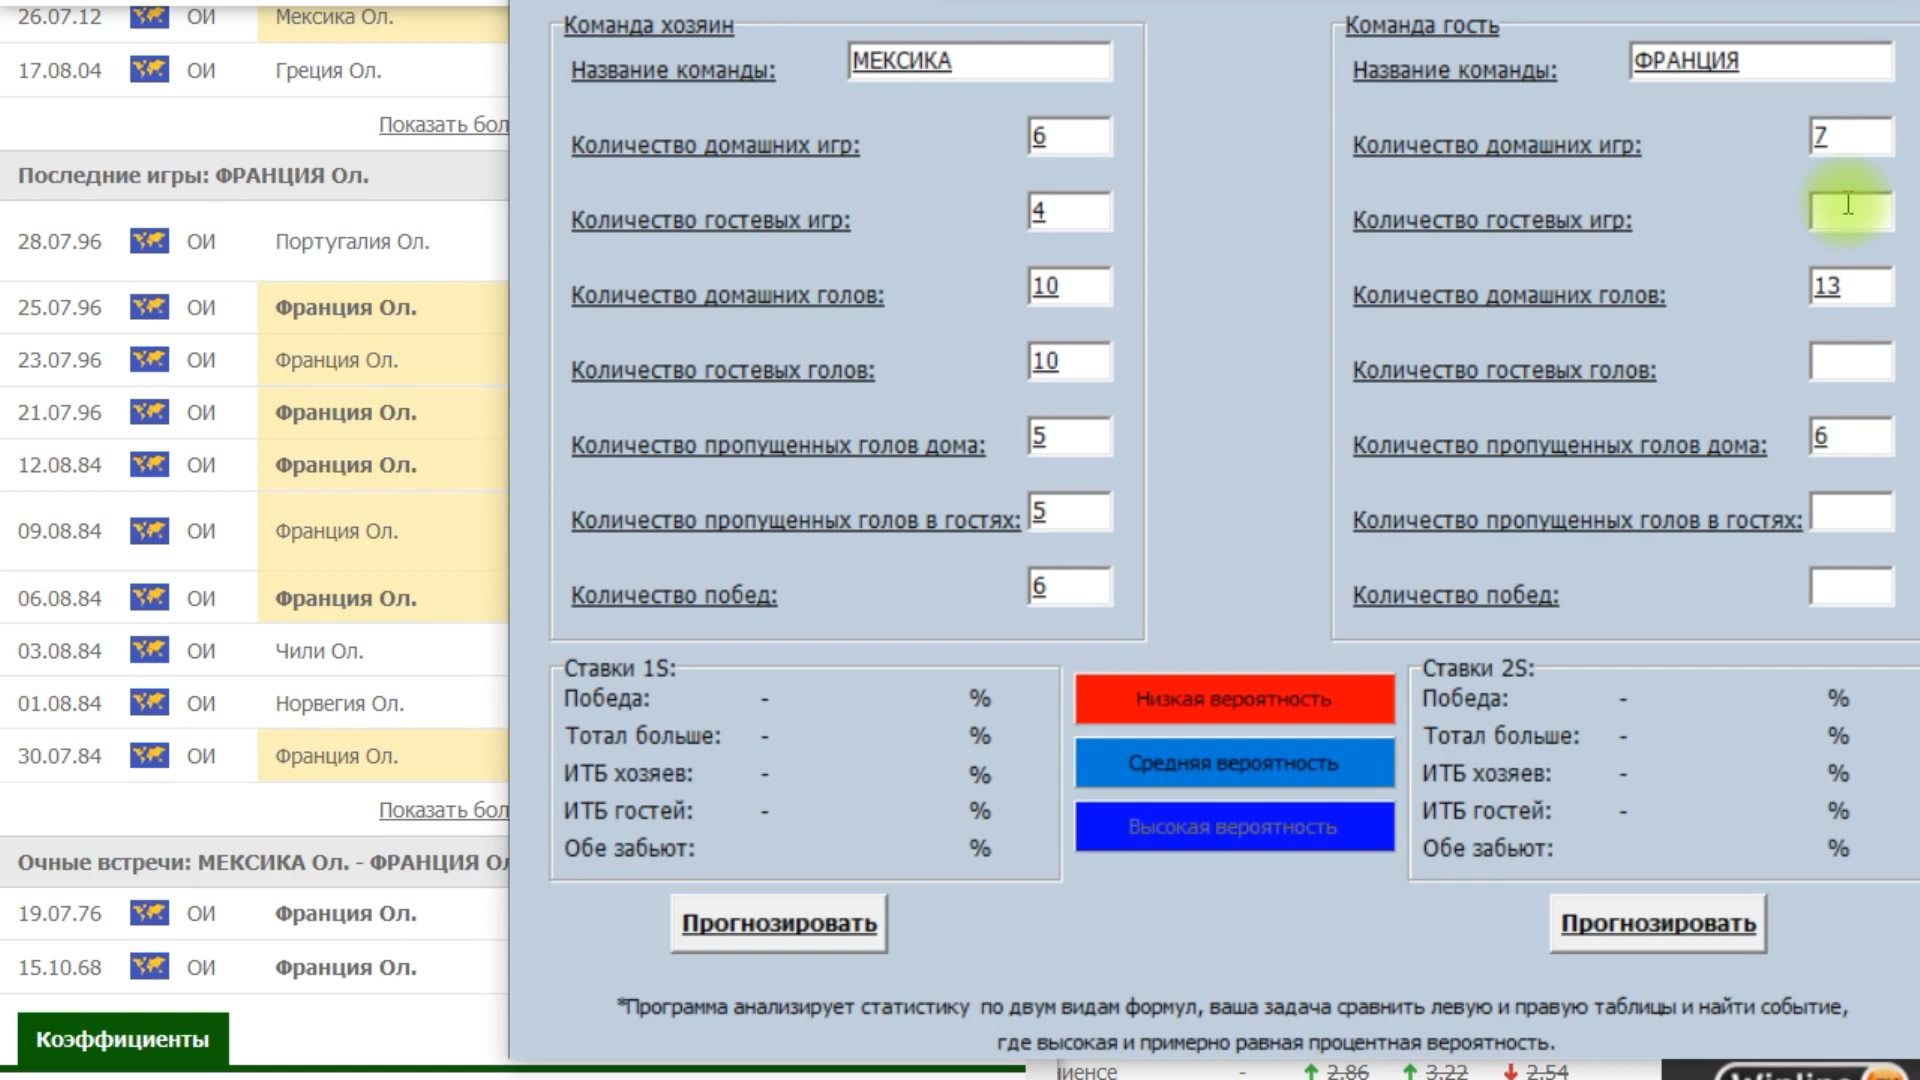 26.07.12 ОИ Мексика Ол.
17.08.04 ОИ Греция Ол.
Показать бол
Последние игры: ФРАНЦИЯ Ол.
28.07.96 ОИ Португалия Ол.
25.07.96 ОИ Франция Ол.
23.07.96 ОИ Франция Ол.
21.07.96 ОИ Франция Ол.
12.08.84 ОИ Франция Ол.
09.08.84 ОИ Франция Ол.
06.08.84 ОИ Франция Ол.
03.08.84 ОИ Чили Ол.
01.08.84 ОИ Норвегия Ол.
30.07.84 ОИ Франция Ол.
Показать бол
Очные встречи: МЕКСИКА Ол. - ФРАНЦИЯ Ол
19.07.76 ОИ Франция Ол.
15.10.68 ОИ Франция Ол.
Коэффициенты
Команда хозяин
Название команды: МЕКСИКА
Количество домашних игр: 6
Количество гостевых игр: 4
Количество домашних голов: 10
Количество гостевых голов: 10
Количество пропущенных голов дома: 5
Количество пропущенных голов в гостях: 5
Количество побед: 6
Команда гость
Название команды: ФРАНЦИЯ
Количество домашних игр: 7
Количество гостевых игр:
Количество домашних голов: 13
Количество гостевых голов:
Количество пропущенных голов дома: 6
Количество пропущенных голов в гостях:
Количество побед:
Ставки 1S:
Победа: - %
Тотал больше: - %
ИТБ хозяев: - %
ИТБ гостей: - %
Обе забьют: %
Низкая вероятность
Средняя вероятность
Высокая вероятность
Ставки 2S:
Победа: - %
Тотал больше: - %
ИТБ хозяев: - %
ИТБ гостей: - %
Обе забьют: %
Прогнозировать
Прогнозировать
*Программа анализирует статистику по двум видам формул, ваша задача сравнить левую и правую таблицы и найти событие,
где высокая и примерно равная процентная вероятность.
- 2.86 3.22 2.54